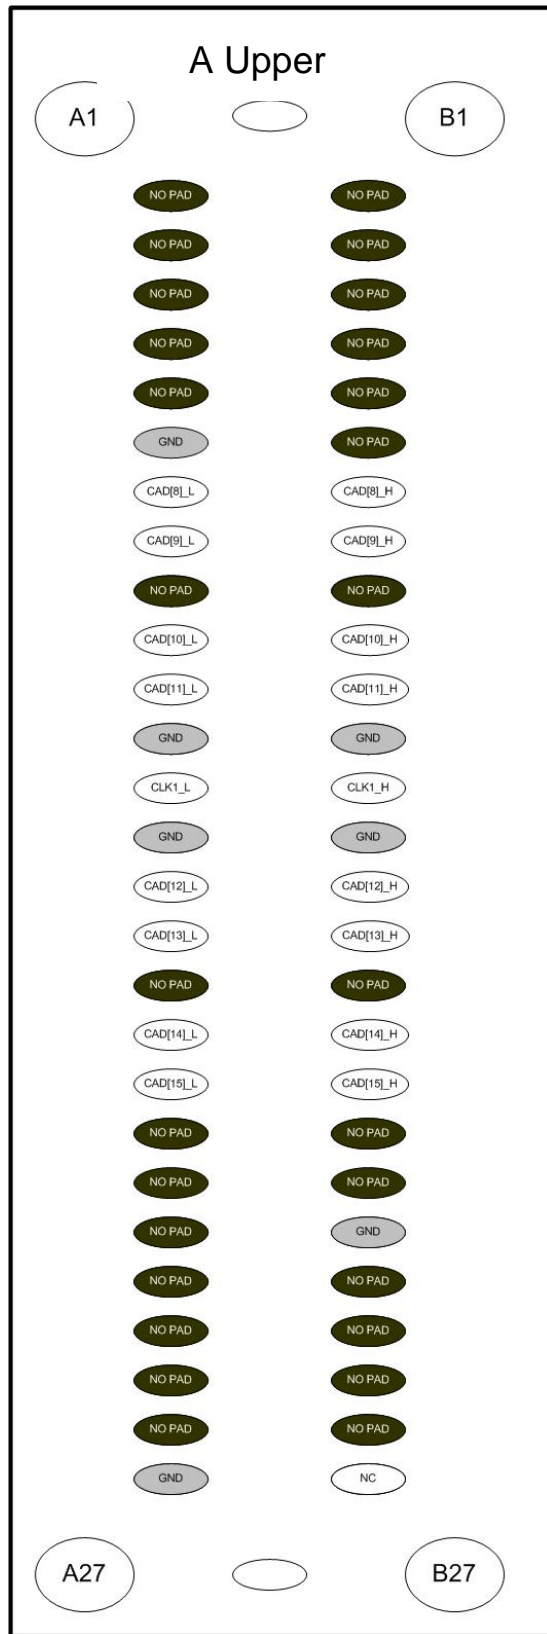 A Upper
A1 B1
NO PAD NO PAD
NO PAD NO PAD
NO PAD NO PAD
NO PAD NO PAD
NO PAD NO PAD
GND NO PAD
CAD[8]_L CAD[8]_H
CAD[9]_L CAD[9]_H
NO PAD NO PAD
CAD[10]_L CAD[10]_H
CAD[11]_L CAD[11]_H
GND GND
CLK1_L CLK1_H
GND GND
CAD[12]_L CAD[12]_H
CAD[13]_L CAD[13]_H
NO PAD NO PAD
CAD[14]_L CAD[14]_H
CAD[15]_L CAD[15]_H
NO PAD NO PAD
NO PAD NO PAD
NO PAD GND
NO PAD NO PAD
NO PAD NO PAD
NO PAD NO PAD
NO PAD NO PAD
GND NC
A27 B27